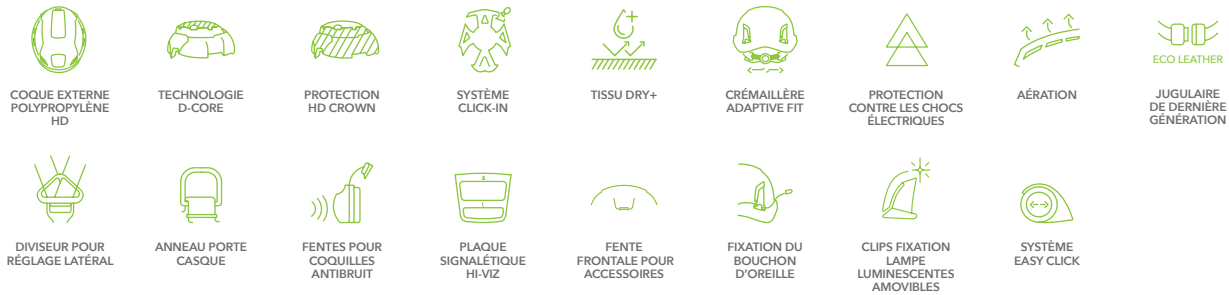 ECO LEATHER
COQUE EXTERNE
POLYPROPYLÈNE
HD
TECHNOLOGIE
D-CORE
PROTECTION
HD CROWN
SYSTÈME
CLICK-IN
TISSU DRY+
CRÉMAILLÈRE
ADAPTIVE FIT
PROTECTION
CONTRE LES CHOCS
ÉLECTRIQUES
AÉRATION
JUGULAIRE
DE DERNIÈRE
GÉNÉRATION
DIVISEUR POUR
RÉGLAGE LATÉRAL
ANNEAU PORTE
CASQUE
FENTES POUR
COQUILLES
ANTIBRUIT
PLAQUE
SIGNALÉTIQUE
HI-VIZ
FENTE
FRONTALE POUR
ACCESSOIRES
FIXATION DU
BOUCHON
D'OREILLE
CLIPS FIXATION
LAMPE
LUMINESCENTES
AMOVIBLES
SYSTÈME
EASY CLICK